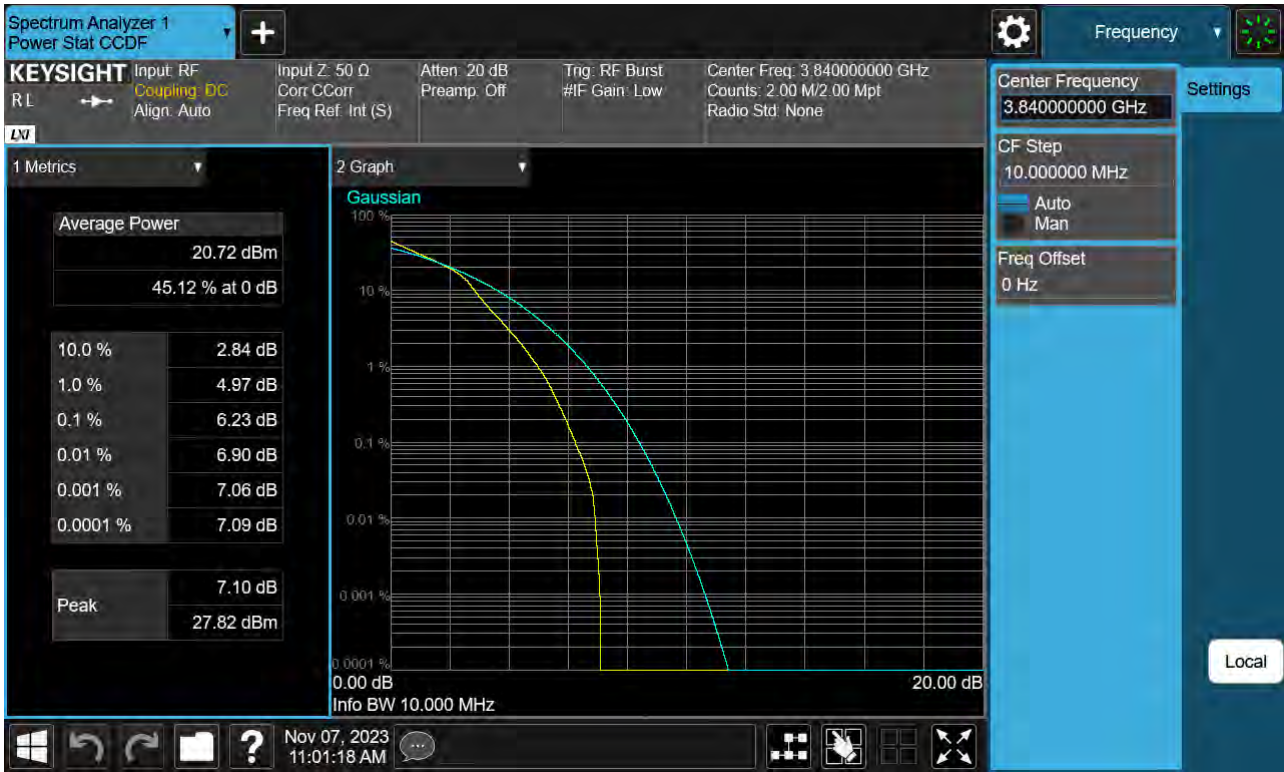 Spectrum Analyzer 1
Power Stat CCDF
Frequency
KEYSIGHT
R L
LXI
Input: RF
Coupling: DC
Align: Auto
Input Z: 50 Ω
Corr CCorr
Freq Ref: Int (S)
Atten: 20 dB
Preamp: Off
Trig: RF Burst
#IF Gain: Low
Center Freq: 3.840000000 GHz
Counts: 2.00 M/2.00 Mpt
Radio Std: None
Center Frequency
3.840000000 GHz
Settings
CF Step
10.000000 MHz
Auto
Man
Freq Offset
0 Hz
Local
1 Metrics
Average Power
20.72 dBm
45.12 % at 0 dB
10.0 % 2.84 dB
1.0 % 4.97 dB
0.1 % 6.23 dB
0.01 % 6.90 dB
0.001 % 7.06 dB
0.0001 % 7.09 dB
Peak
7.10 dB
27.82 dBm
2 Graph
Gaussian
100 %
10 %
1 %
0.1 %
0.01 %
0.001 %
0.0001 %
0.00 dB 20.00 dB
Info BW 10.000 MHz
?
Nov 07, 2023
11:01:18 AM